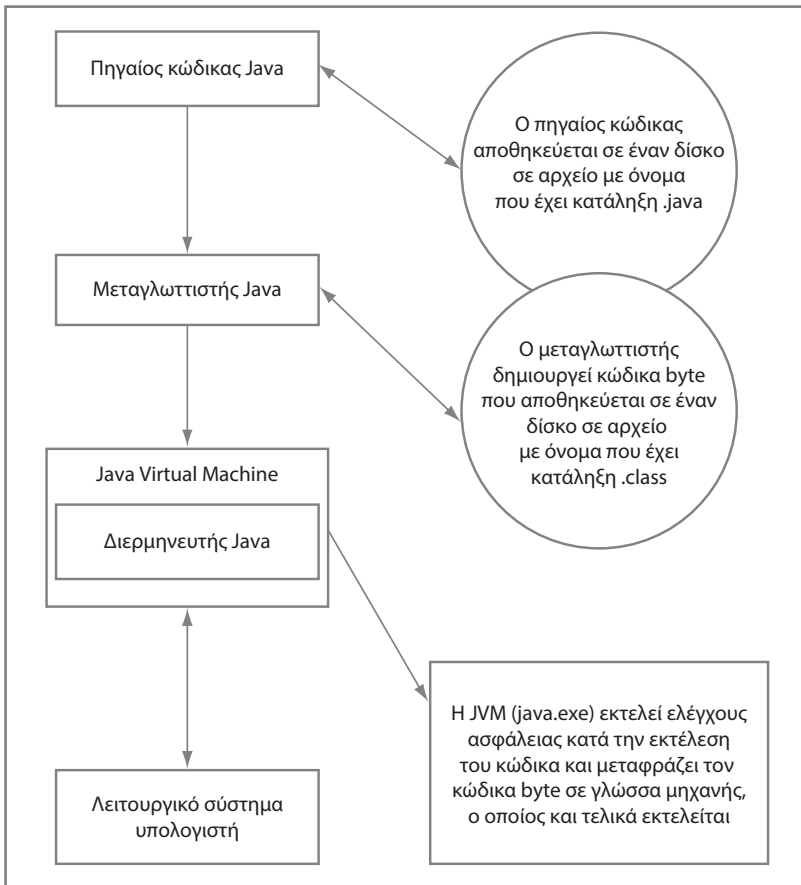 Πηγαίος κώδικας Java
Ο πηγαίος κώδικας
αποθηκεύεται σε έναν δίσκο
σε αρχείο με όνομα
που έχει κατάληξη .java
Μεταγλωττιστής Java
Ο μεταγλωττιστής
δημιουργεί κώδικα byte
που αποθηκεύεται σε έναν
δίσκο σε αρχείο
με όνομα που έχει
κατάληξη .class
Java Virtual Machine
Διερμηνευτής Java
Η JVM (java.exe) εκτελεί ελέγχους
ασφάλειας κατά την εκτέλεση
του κώδικα και μεταφράζει τον
κώδικα byte σε γλώσσα μηχανής,
ο οποίος και τελικά εκτελείται
Λειτουργικό σύστημα
υπολογιστή